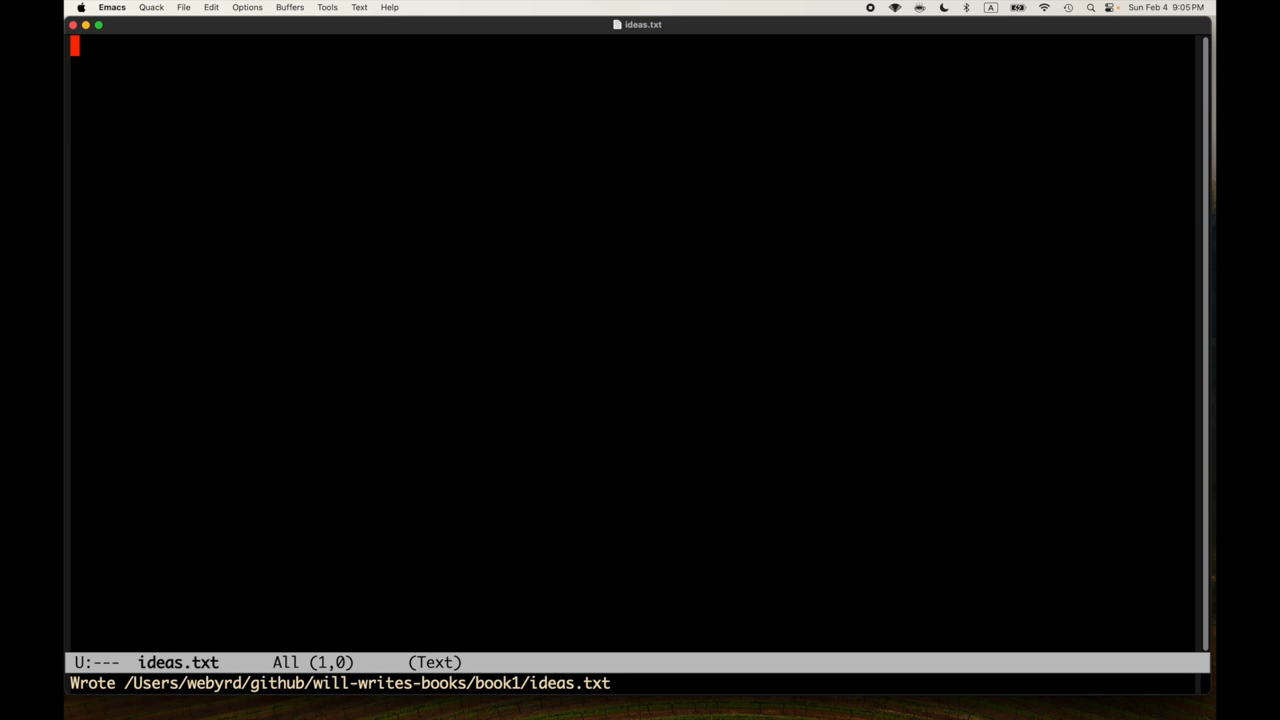 Emacs Quack File Edit Options Buffers Tools Text Help A Sun Feb 4 9:05 PM
ideas.txt
U:--- ideas.txt All (1,0) (Text)
Wrote /Users/webyrd/github/will-writes-books/book1/ideas.txt